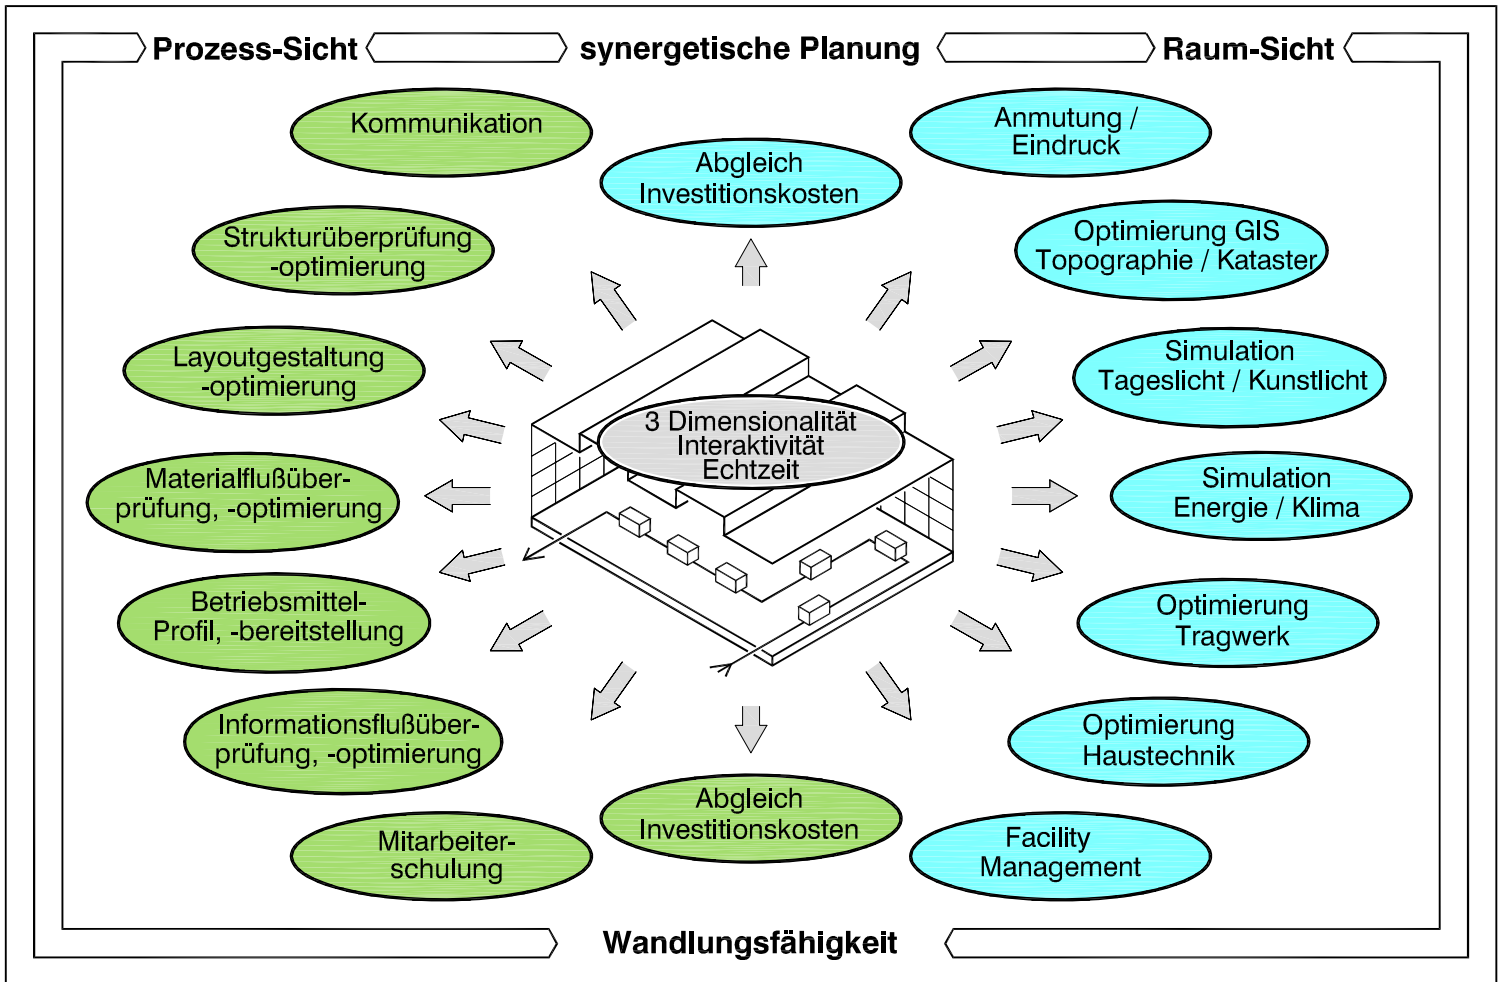 Prozess-Sicht
synergetische Planung
Raum-Sicht
Kommunikation
Abgleich
Investitionskosten
Anmutung /
Eindruck
Strukturüberprüfung
-optimierung
Optimierung GIS
Topographie / Kataster
Layoutgestaltung
-optimierung
Simulation
Tageslicht / Kunstlicht
3 Dimensionalität
Interaktivität
Echtzeit
Materialflußüber-
prüfung, -optimierung
Simulation
Energie / Klima
Betriebsmittel-
Profil, -bereitstellung
Optimierung
Tragwerk
Informationsflußüber-
prüfung, -optimierung
Optimierung
Haustechnik
Mitarbeiter-
schulung
Abgleich
Investitionskosten
Facility
Management
Wandlungsfähigkeit